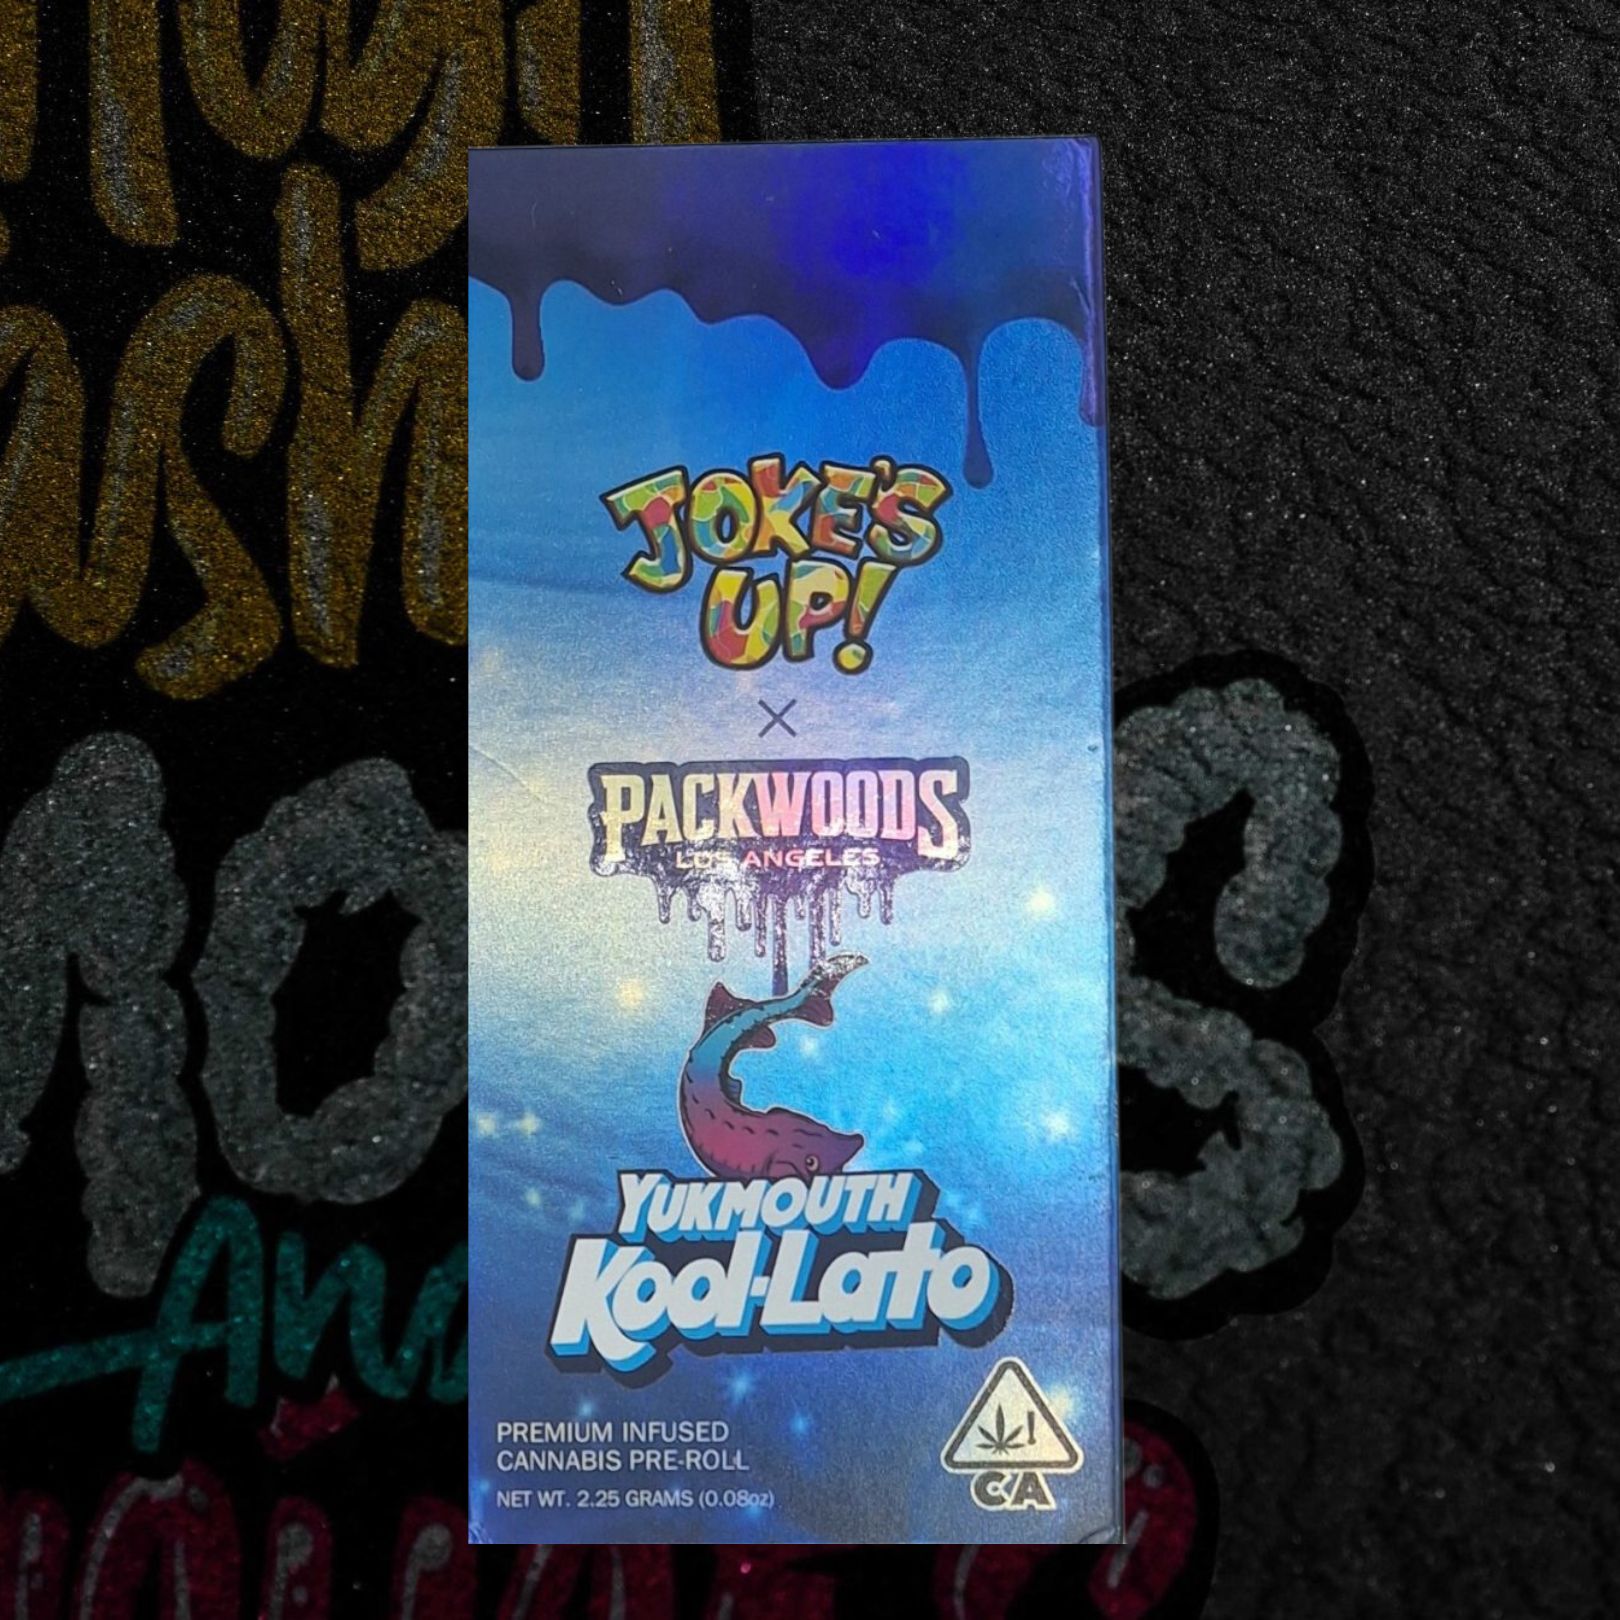 JOKE'S
UP!
×
PACKWOODS
LOS ANGELES
YUKMOUTH
Kool-Lato
PREMIUM INFUSED
CANNABIS PRE-ROLL
NET WT. 2.25 GRAMS (0.08oz)
!
CA
And